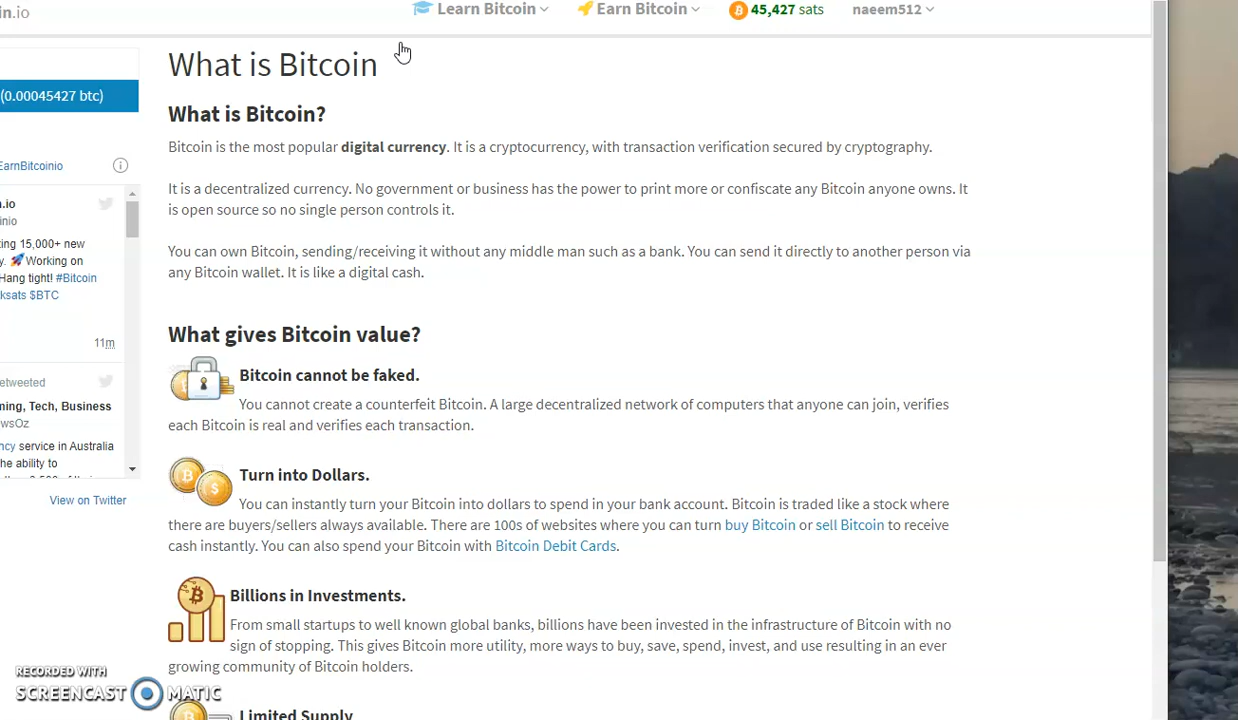 in.io
Learn Bitcoin
Earn Bitcoin
45,427 sats
naeem512
What is Bitcoin
(0.00045427 btc)
EarnBitcoinio
n.io
inio
ting 15,000+ new
y. 🚀Working on
Hang tight! #Bitcoin
ksats $BTC
11m
etweeted
ming, Tech, Business
wsOz
ncy service in Australia
he ability to
View on Twitter
What is Bitcoin?
Bitcoin is the most popular digital currency. It is a cryptocurrency, with transaction verification secured by cryptography.
It is a decentralized currency. No government or business has the power to print more or confiscate any Bitcoin anyone owns. It
is open source so no single person controls it.
You can own Bitcoin, sending/receiving it without any middle man such as a bank. You can send it directly to another person via
any Bitcoin wallet. It is like a digital cash.
What gives Bitcoin value?
Bitcoin cannot be faked.
You cannot create a counterfeit Bitcoin. A large decentralized network of computers that anyone can join, verifies
each Bitcoin is real and verifies each transaction.
Turn into Dollars.
You can instantly turn your Bitcoin into dollars to spend in your bank account. Bitcoin is traded like a stock where
there are buyers/sellers always available. There are 100s of websites where you can turn buy Bitcoin or sell Bitcoin to receive
cash instantly. You can also spend your Bitcoin with Bitcoin Debit Cards.
Billions in Investments.
From small startups to well known global banks, billions have been invested in the infrastructure of Bitcoin with no
sign of stopping. This gives Bitcoin more utility, more ways to buy, save, spend, invest, and use resulting in an ever
growing community of Bitcoin holders.
Limited Supply
RECORDED WITH
SCREENCAST MATIC